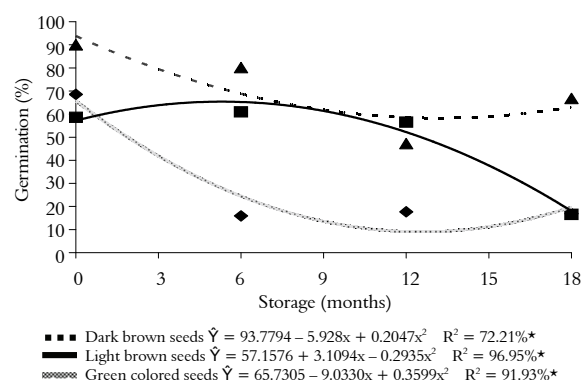 100
90
80
70
60
50
40
30
20
10
0
Germination (%)
0 3 6 9 12 15 18
Storage (months)
Dark brown seeds Ŷ = 93.7794 – 5.928x + 0.2047x² R² = 72.21%★
Light brown seeds Ŷ = 57.1576 + 3.1094x – 0.2935x² R² = 96.95%★
Green colored seeds Ŷ = 65.7305 – 9.0330x + 0.3599x² R² = 91.93%★